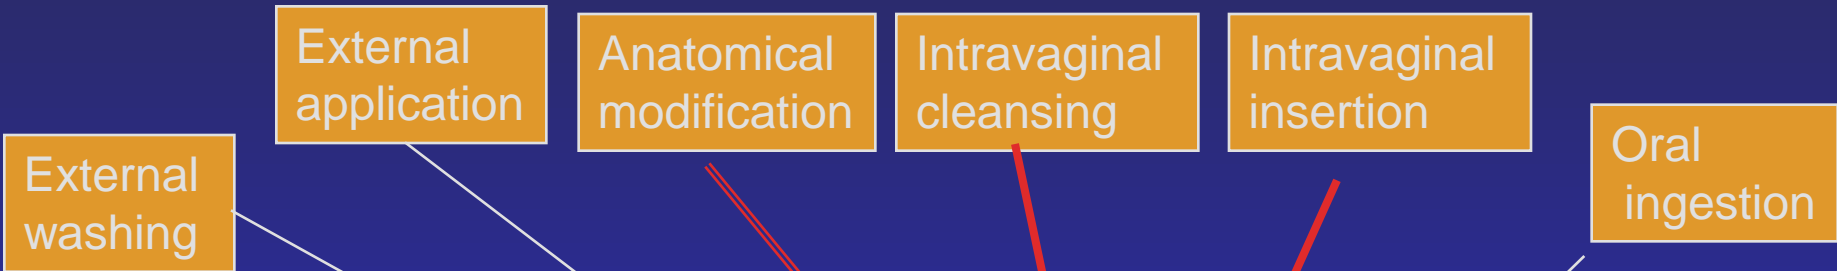 External
application
Anatomical
modification
Intravaginal
cleansing
Intravaginal
insertion
Oral
ingestion
External
washing